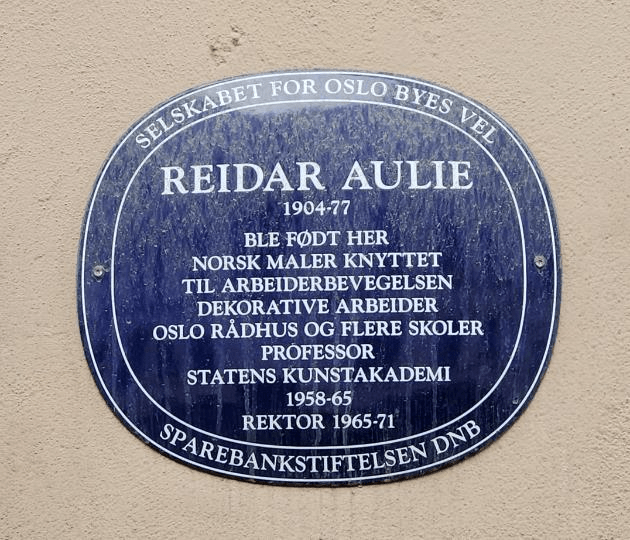 SELSKABET FOR OSLO BYES VEL
REIDAR AULIE
1904-77
BLE FØDT HER
NORSK MALER KNYTTET
TIL ARBEIDERBEVEGELSEN
DEKORATIVE ARBEIDER
OSLO RÅDHUS OG FLERE SKOLER
PROFESSOR
STATENS KUNSTAKADEMI
1958-65
REKTOR 1965-71
SPAREBANKSTIFTELSEN DNB